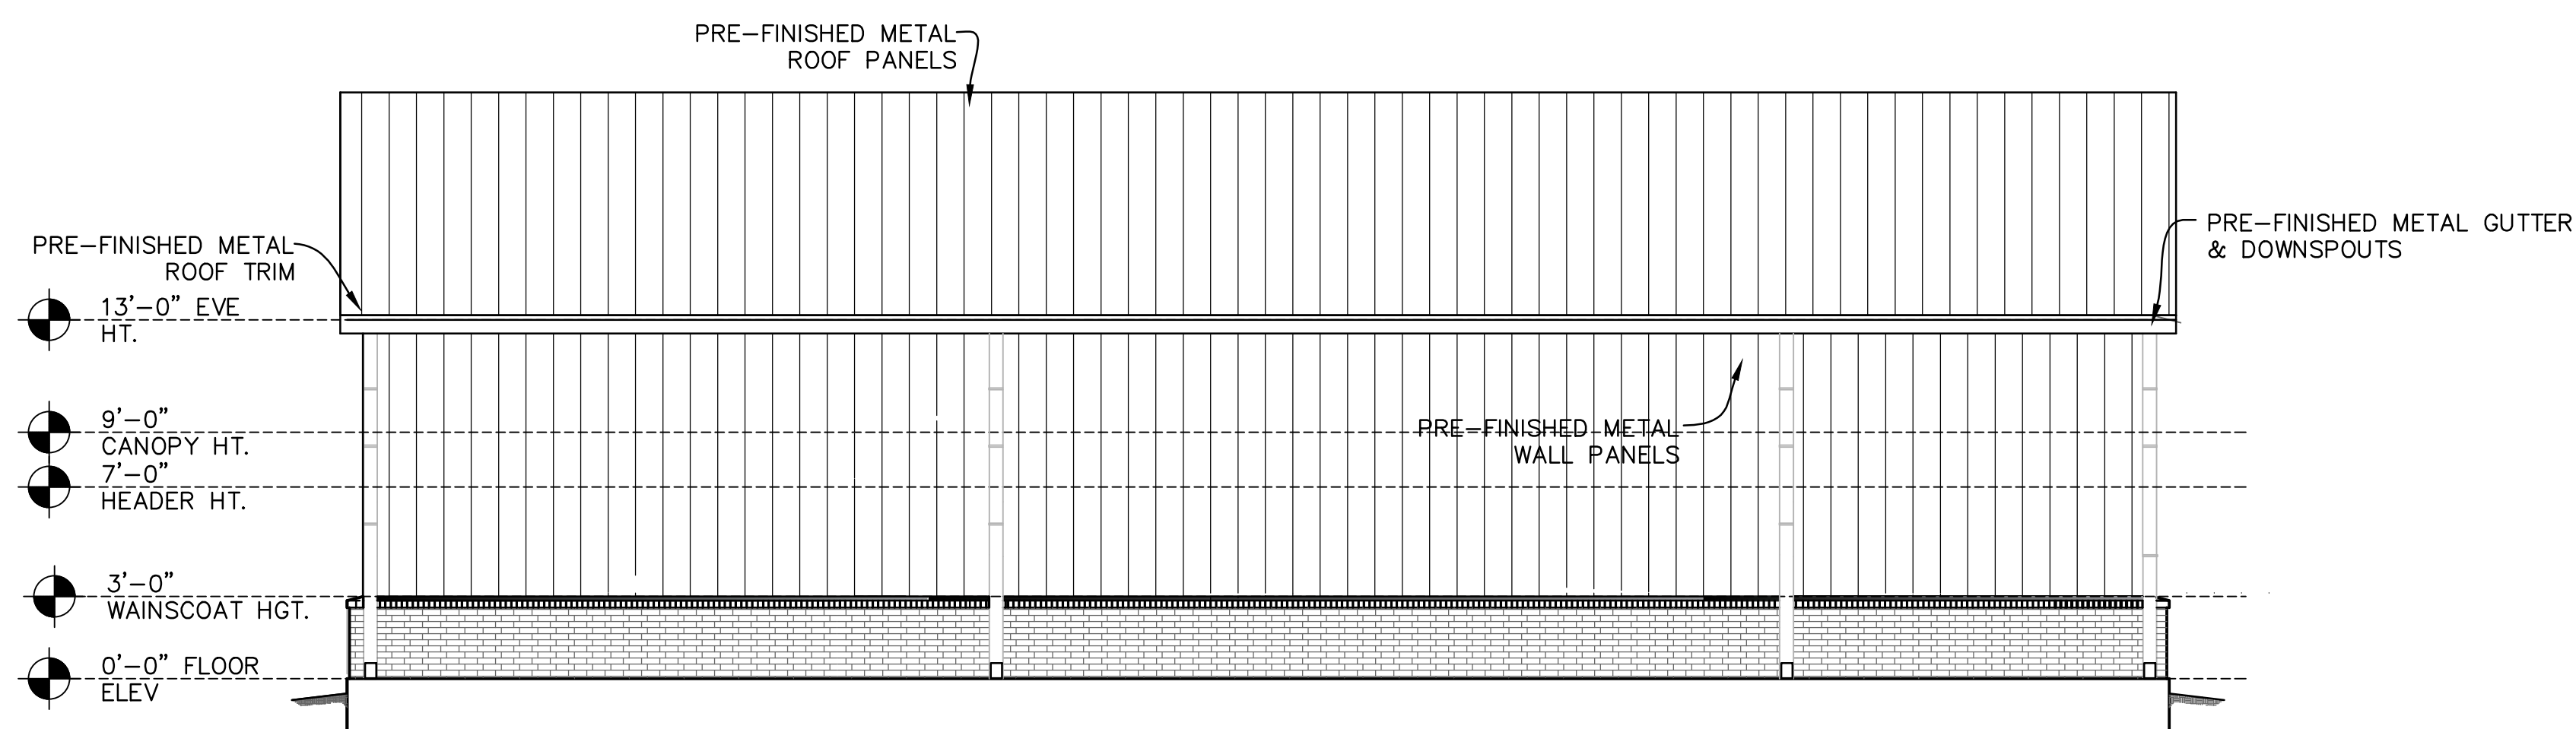 PRE-FINISHED METAL
ROOF PANELS
PRE-FINISHED METAL GUTTER
& DOWNSPOUTS
PRE-FINISHED METAL
ROOF TRIM
13'-0" EVE
HT.
9'-0"
CANOPY HT.
PRE-FINISHED METAL
WALL PANELS
7'-0"
HEADER HT.
3'-0"
WAINSCOAT HGT.
0'-0" FLOOR
ELEV